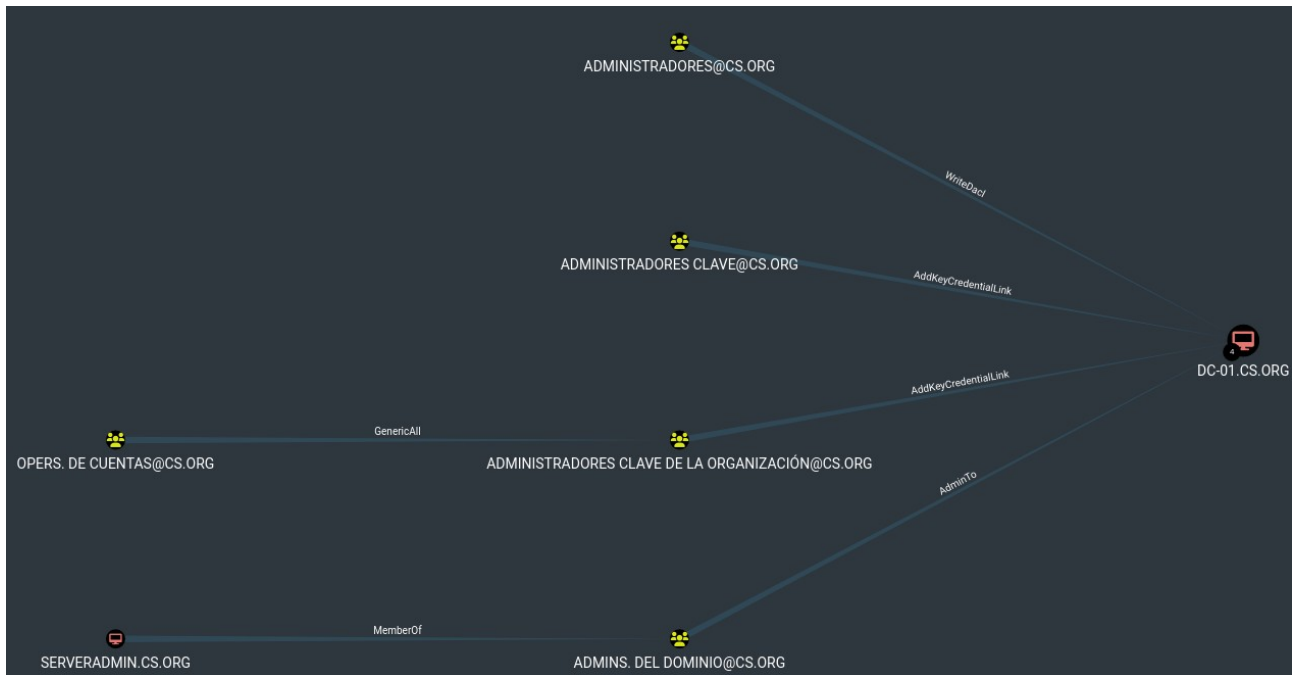 ADMINISTRADORES@CS.ORG
WriteDacl
ADMINISTRADORES CLAVE@CS.ORG
AddKeyCredentialLink
4
DC-01.CS.ORG
AddKeyCredentialLink
GenericAll
OPERS. DE CUENTAS@CS.ORG
ADMINISTRADORES CLAVE DE LA ORGANIZACIÓN@CS.ORG
AdminTo
MemberOf
SERVERADMIN.CS.ORG
ADMINS. DEL DOMINIO@CS.ORG